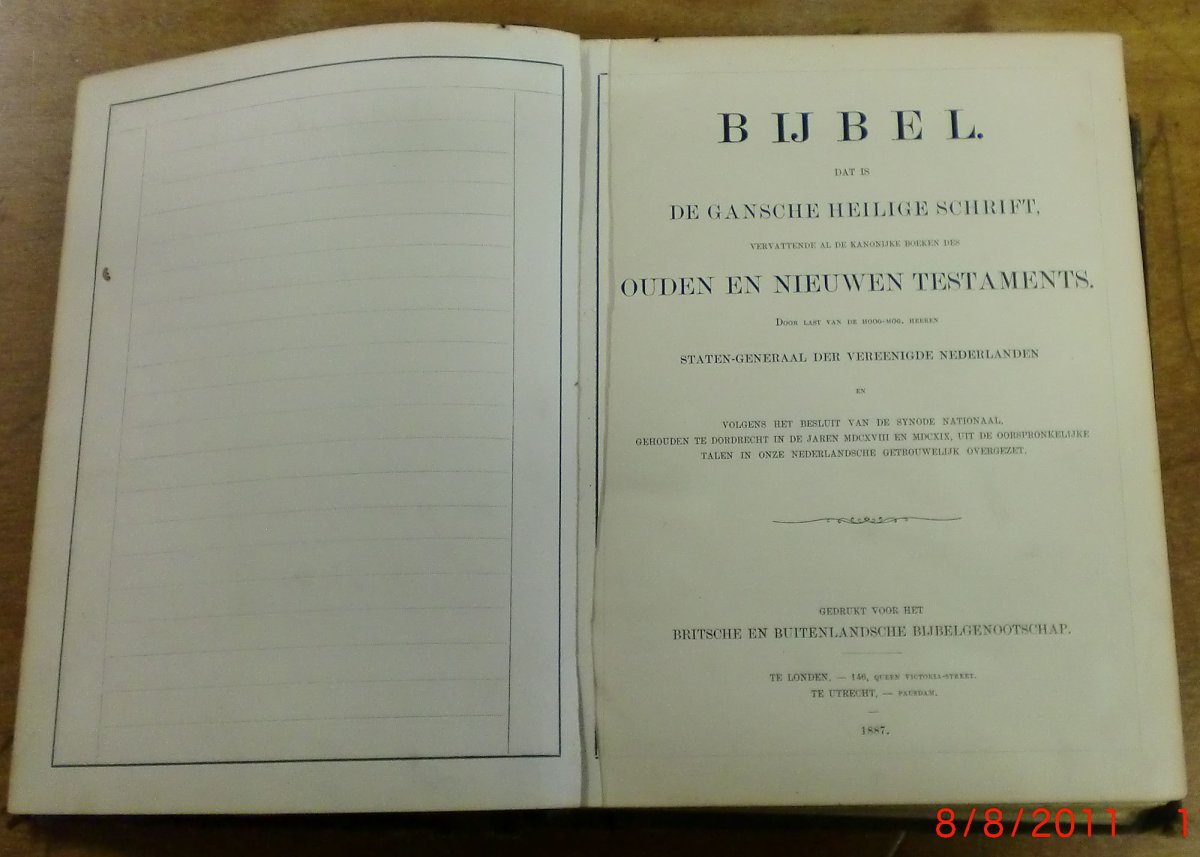 BIJBEL.
DAT IS
DE GANSCHE HEILIGE SCHRIFT,
VERVATTENDE AL DE KANONIJKE BOEKEN DES
OUDEN EN NIEUWEN TESTAMENTS.
DOOR LAST VAN DE HOOG-MOG. HEEREN
STATEN-GENERAAL DER VEREENIGDE NEDERLANDEN
EN
VOLGENS HET BESLUIT VAN DE SYNODE NATIONAAL,
GEHOUDEN TE DORDRECHT IN DE JAREN MDCXVIII EN MDCXIX, UIT DE OORSPRONKELIJKE
TALEN IN ONZE NEDERLANDSCHE GETROUWELIJK OVERGEZET.
GEDRUKT VOOR HET
BRITSCHE EN BUITENLANDSCHE BIJBELGENOOTSCHAP.
TE LONDEN, — 146, QUEEN VICTORIA-STREET.
TE UTRECHT, — PAUSDAM.
1887.
8/8/2011 1